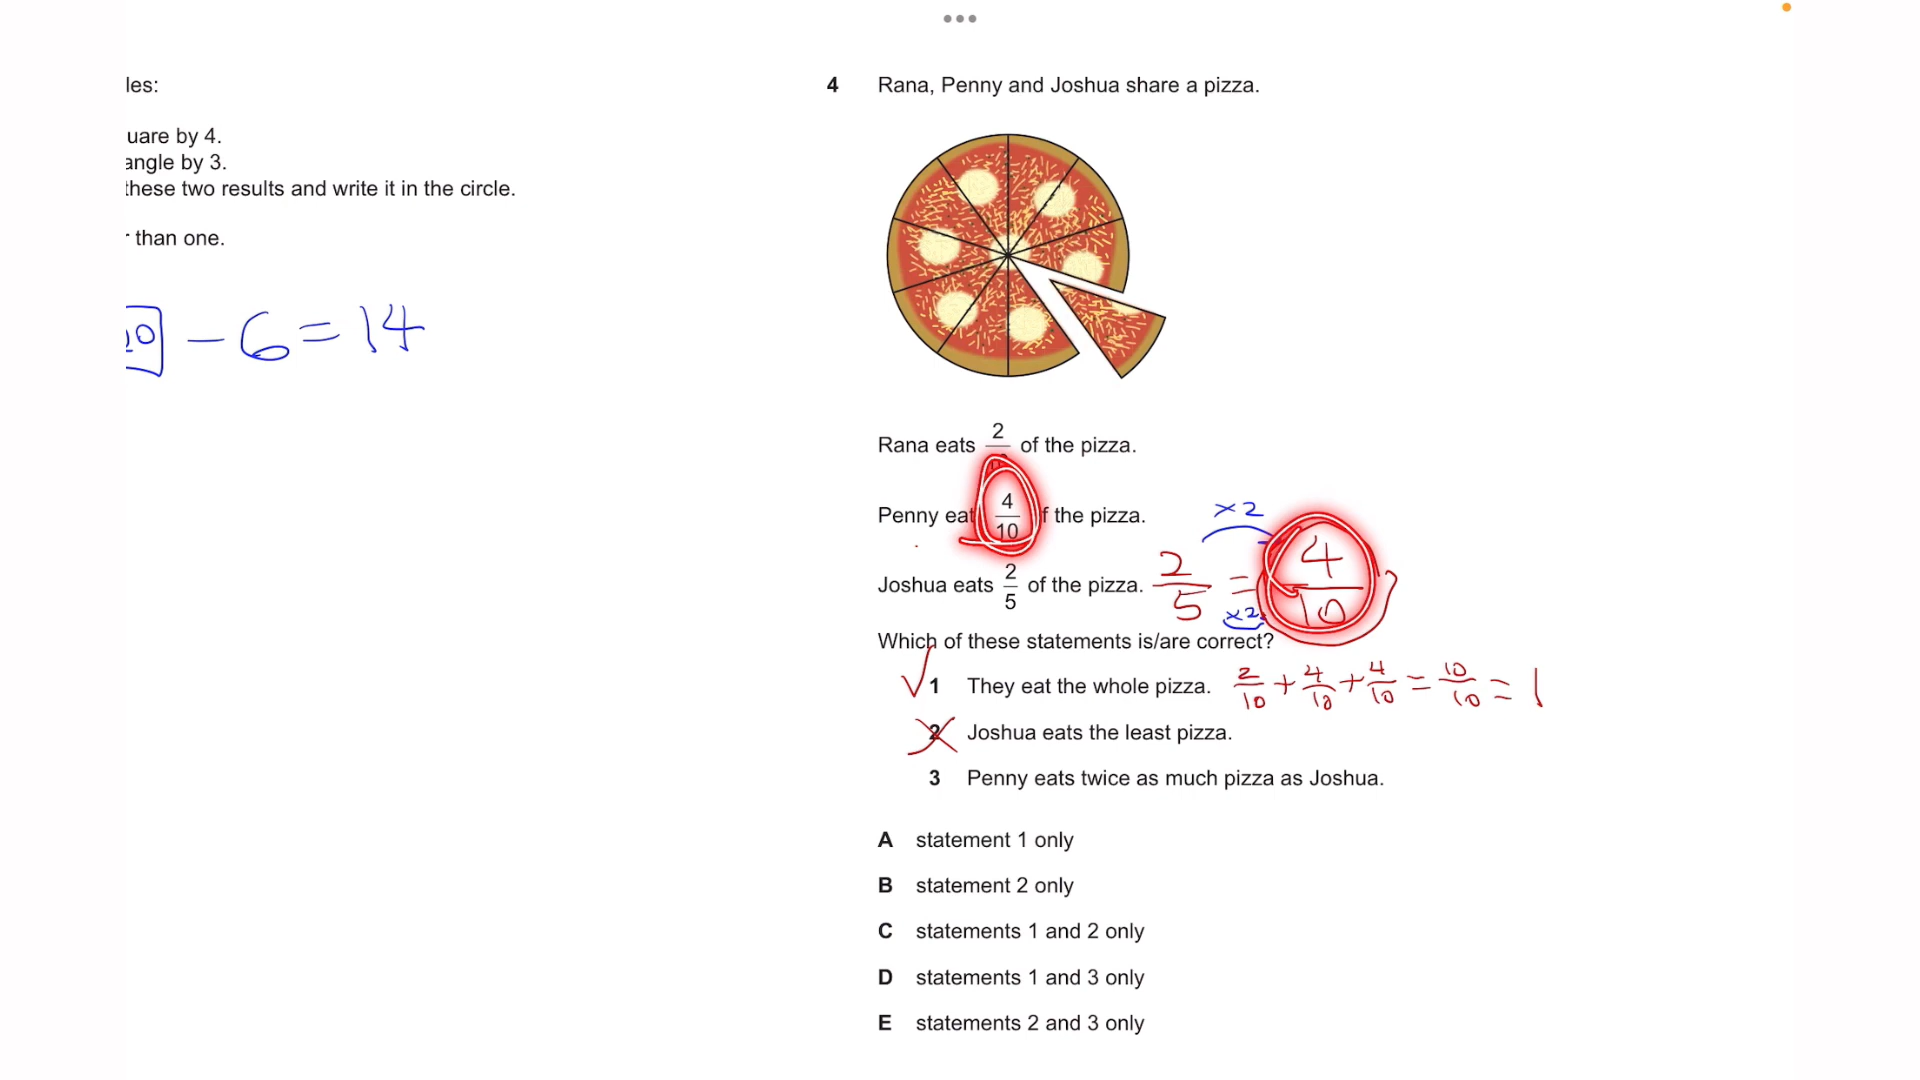 les:
uare by 4.
angle by 3.
these two results and write it in the circle.
than one.
20 - 6 = 14
4 Rana, Penny and Joshua share a pizza.
Rana eats 2/ of the pizza.
Penny eat 4/10 f the pizza.
Joshua eats 2/5 of the pizza. 2/5 = 4/10
×2
×2
Which of these statements is/are correct?
✓ 1 They eat the whole pizza. 2/10 + 4/10 + 4/10 = 10/10 = 1
2 Joshua eats the least pizza.
3 Penny eats twice as much pizza as Joshua.
A statement 1 only
B statement 2 only
C statements 1 and 2 only
D statements 1 and 3 only
E statements 2 and 3 only